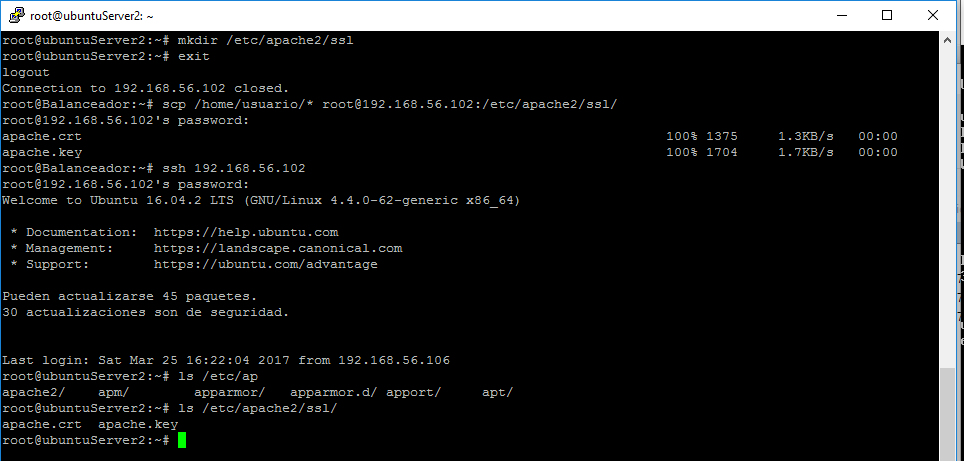 root@ubuntuServer2: ~
root@ubuntuServer2:~# mkdir /etc/apache2/ssl
root@ubuntuServer2:~# exit
logout
Connection to 192.168.56.102 closed.
root@Balanceador:~# scp /home/usuario/* root@192.168.56.102:/etc/apache2/ssl/
root@192.168.56.102's password:
apache.crt 100% 1375 1.3KB/s 00:00
apache.key 100% 1704 1.7KB/s 00:00
root@Balanceador:~# ssh 192.168.56.102
root@192.168.56.102's password:
Welcome to Ubuntu 16.04.2 LTS (GNU/Linux 4.4.0-62-generic x86_64)
* Documentation: https://help.ubuntu.com
* Management: https://landscape.canonical.com
* Support: https://ubuntu.com/advantage
Pueden actualizarse 45 paquetes.
30 actualizaciones son de seguridad.
Last login: Sat Mar 25 16:22:04 2017 from 192.168.56.106
root@ubuntuServer2:~# ls /etc/ap
apache2/ apm/ apparmor/ apparmor.d/ apport/ apt/
root@ubuntuServer2:~# ls /etc/apache2/ssl/
apache.crt apache.key
root@ubuntuServer2:~#